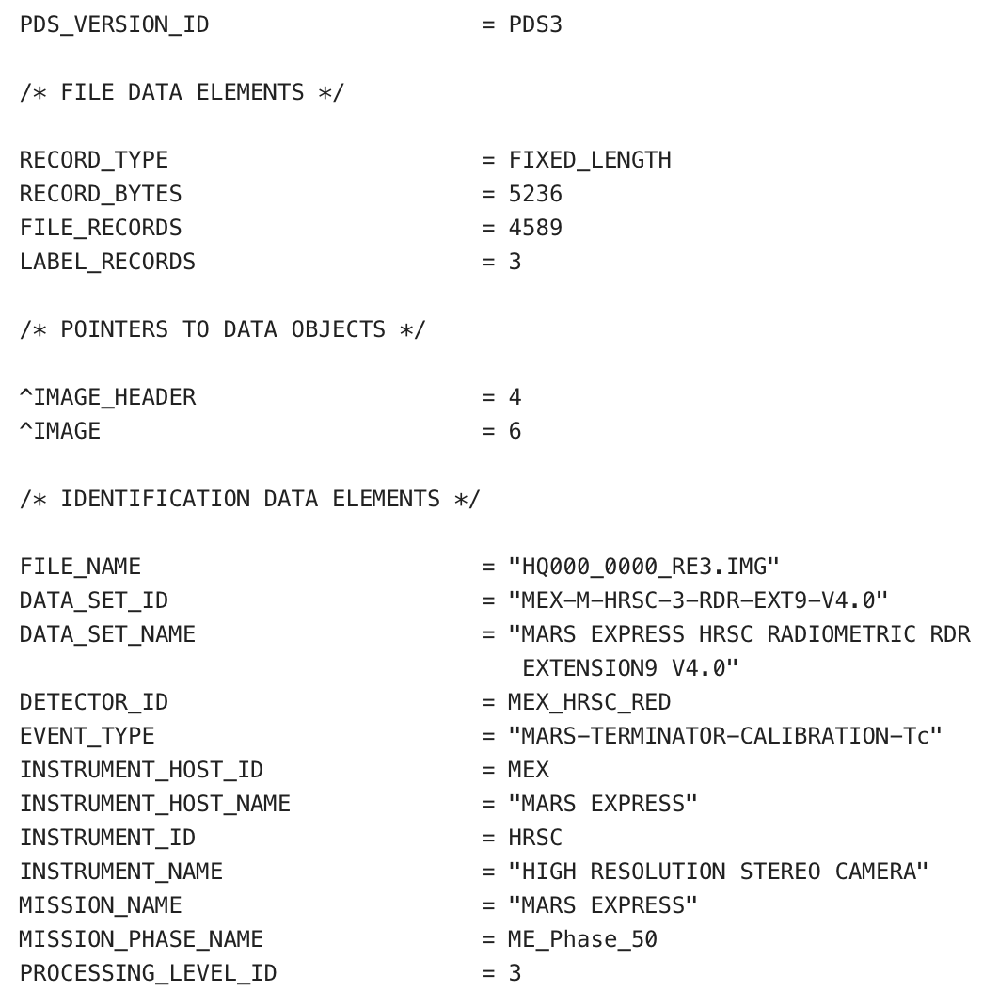 PDS_VERSION_ID = PDS3
/* FILE DATA ELEMENTS */
RECORD_TYPE = FIXED_LENGTH
RECORD_BYTES = 5236
FILE_RECORDS = 4589
LABEL_RECORDS = 3
/* POINTERS TO DATA OBJECTS */
^IMAGE_HEADER = 4
^IMAGE = 6
/* IDENTIFICATION DATA ELEMENTS */
FILE_NAME = "HQ000_0000_RE3.IMG"
DATA_SET_ID = "MEX-M-HRSC-3-RDR-EXT9-V4.0"
DATA_SET_NAME = "MARS EXPRESS HRSC RADIOMETRIC RDR
EXTENSION9 V4.0"
DETECTOR_ID = MEX_HRSC_RED
EVENT_TYPE = "MARS-TERMINATOR-CALIBRATION-Tc"
INSTRUMENT_HOST_ID = MEX
INSTRUMENT_HOST_NAME = "MARS EXPRESS"
INSTRUMENT_ID = HRSC
INSTRUMENT_NAME = "HIGH RESOLUTION STEREO CAMERA"
MISSION_NAME = "MARS EXPRESS"
MISSION_PHASE_NAME = ME_Phase_50
PROCESSING_LEVEL_ID = 3